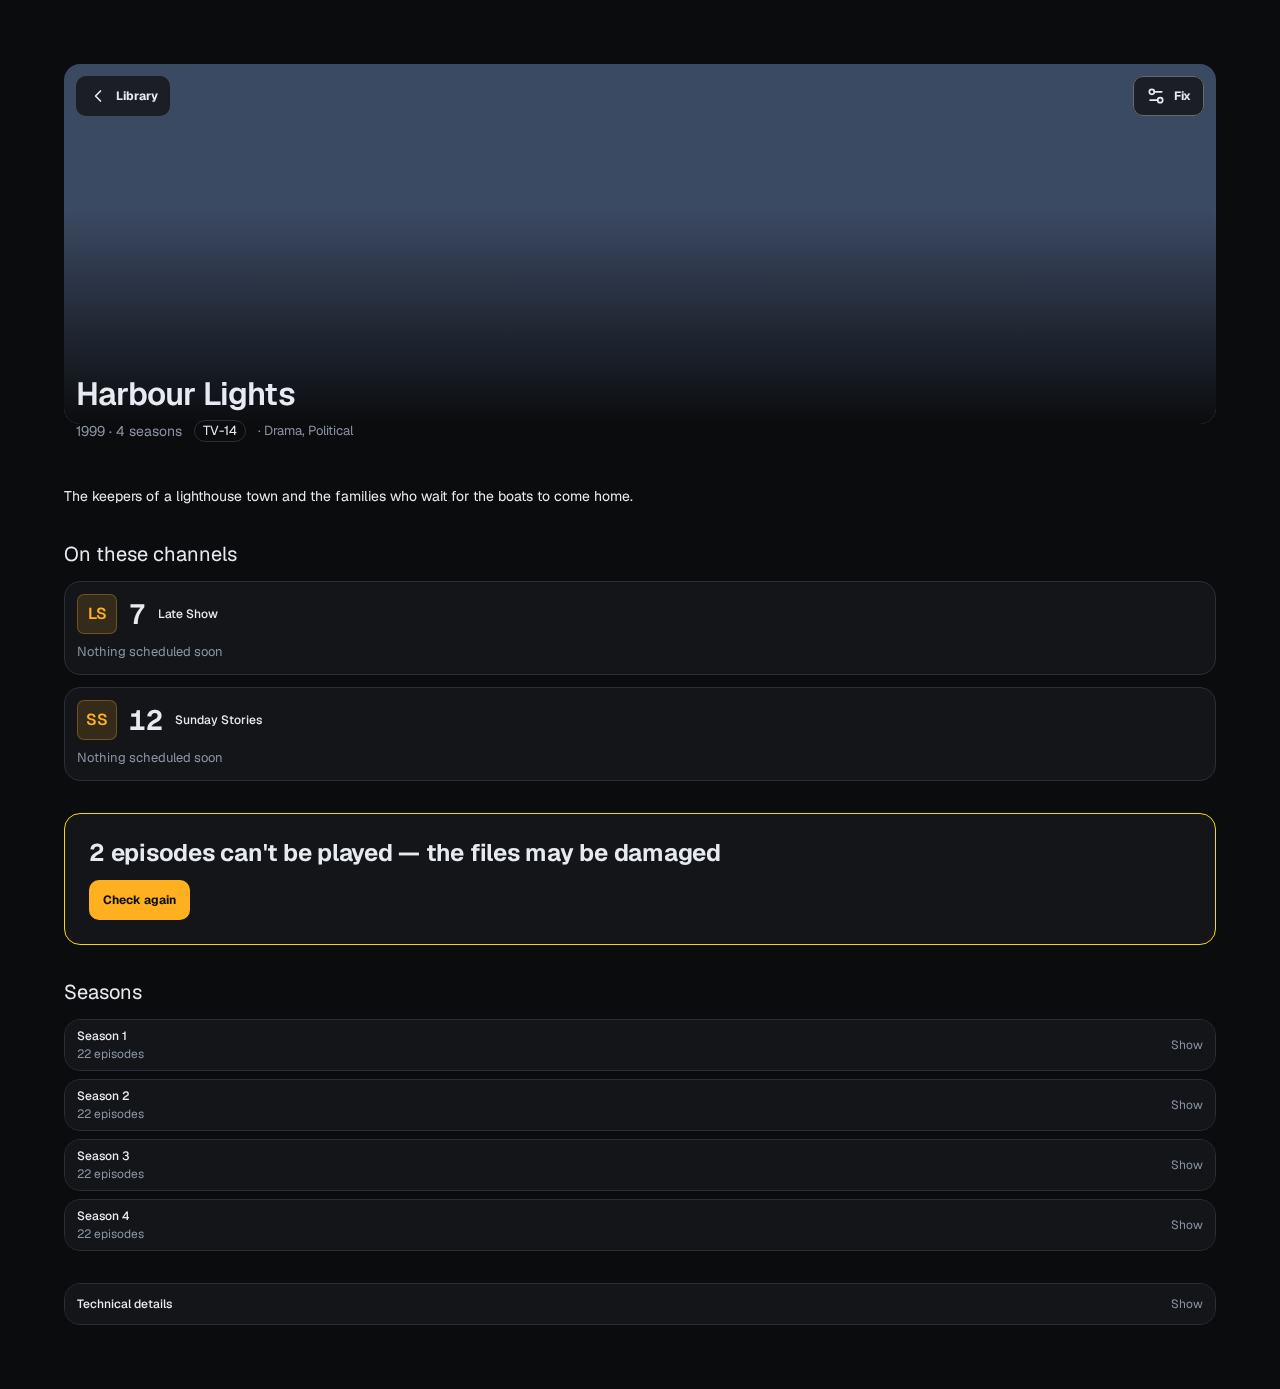 Library
Fix
Harbour Lights
1999 · 4 seasons TV-14 · Drama, Political
The keepers of a lighthouse town and the families who wait for the boats to come home.
On these channels
LS 7 Late Show
Nothing scheduled soon
SS 12 Sunday Stories
Nothing scheduled soon
2 episodes can't be played — the files may be damaged
Check again
Seasons
Season 1
22 episodes
Show
Season 2
22 episodes
Show
Season 3
22 episodes
Show
Season 4
22 episodes
Show
Technical details
Show